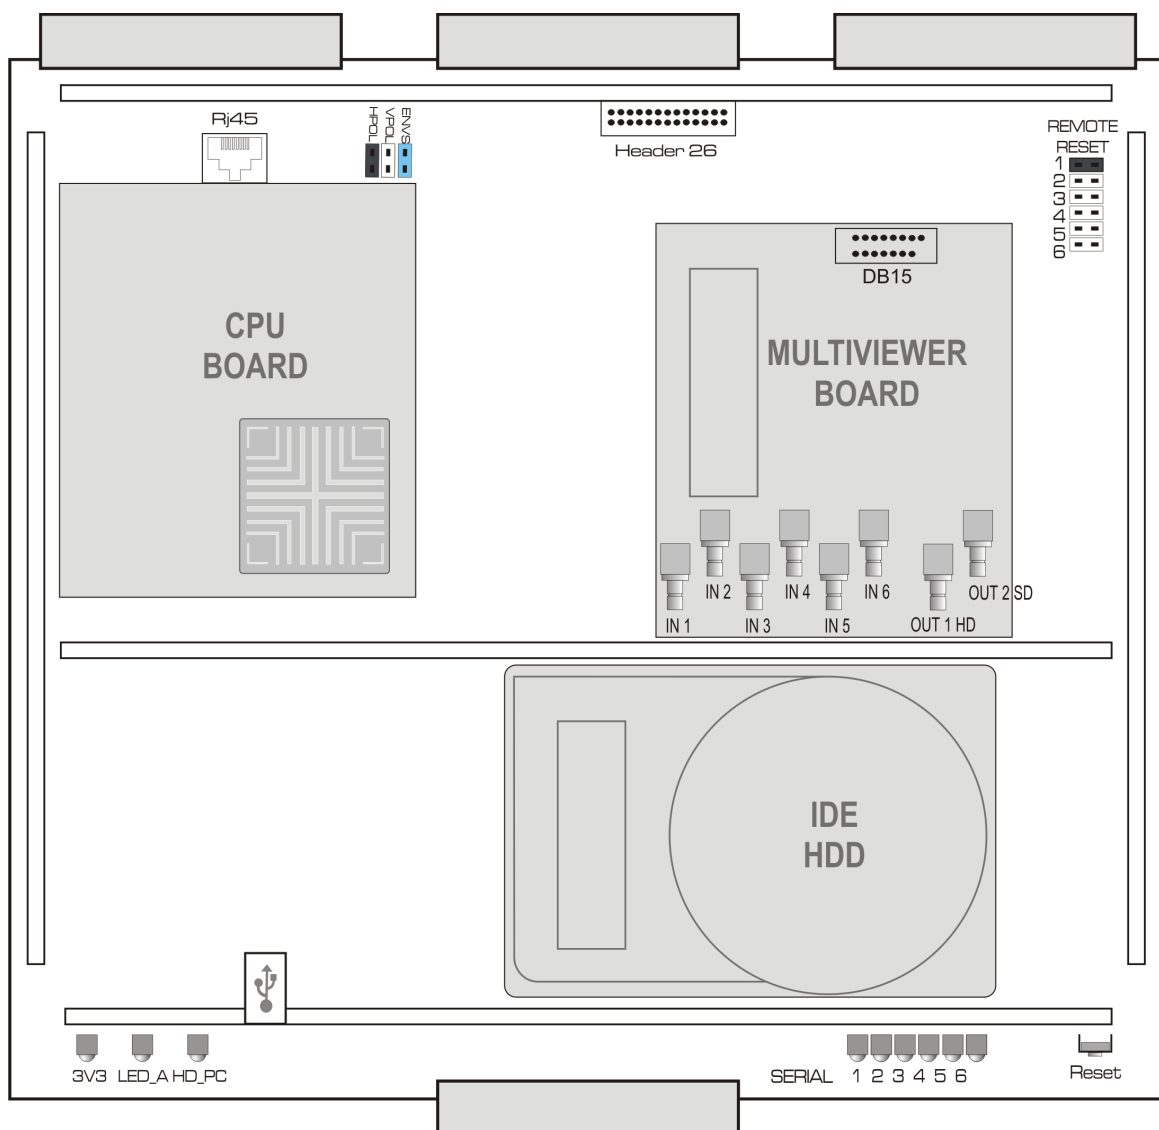 Rj45
HPOL
VPOL
ENVS
Header 26
REMOTE
RESET
1
2
3
4
5
6
DB15
CPU
BOARD
MULTIVIEWER
BOARD
IN 2
IN 4
IN 6
OUT 2 SD
IN 1
IN 3
IN 5
OUT 1 HD
IDE
HDD
3V3 LED_A HD_PC
SERIAL 1 2 3 4 5 6
Reset